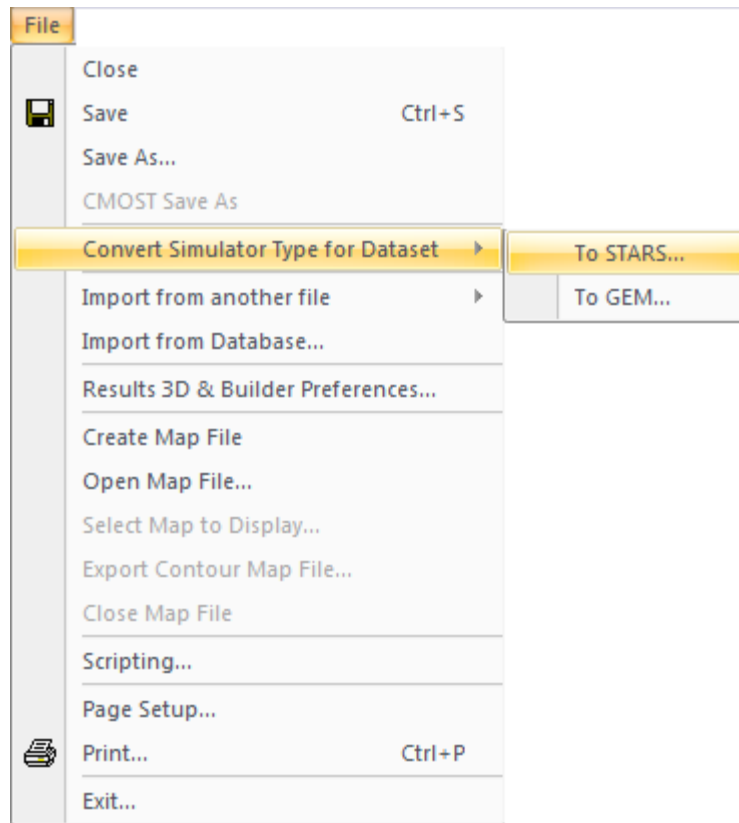 File
Close
Save Ctrl+S
Save As...
CMOST Save As
Convert Simulator Type for Dataset To STARS...
Import from another file To GEM...
Import from Database...
Results 3D & Builder Preferences...
Create Map File
Open Map File...
Select Map to Display...
Export Contour Map File...
Close Map File
Scripting...
Page Setup...
Print... Ctrl+P
Exit...